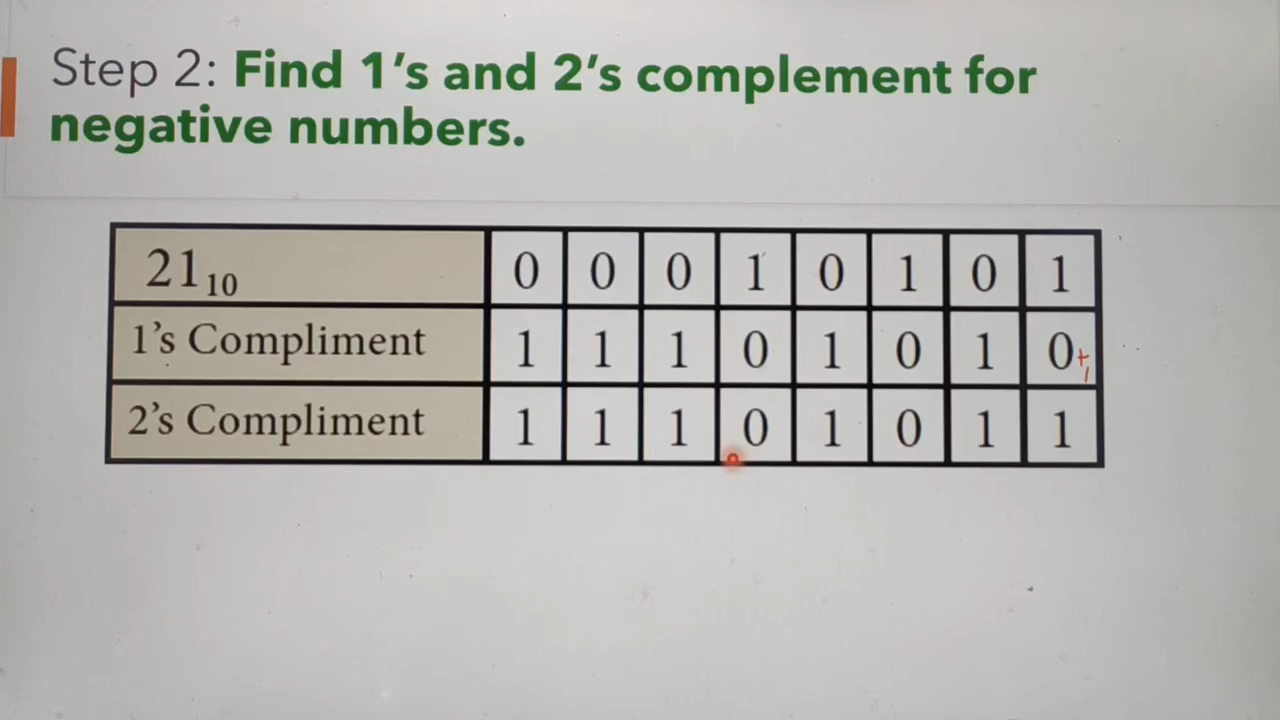 Step 2: Find 1's and 2's complement for
negative numbers.
21₁₀ 0 0 0 1 0 1 0 1
1's Compliment 1 1 1 0 1 0 1 0 +1
2's Compliment 1 1 1 0 1 0 1 1